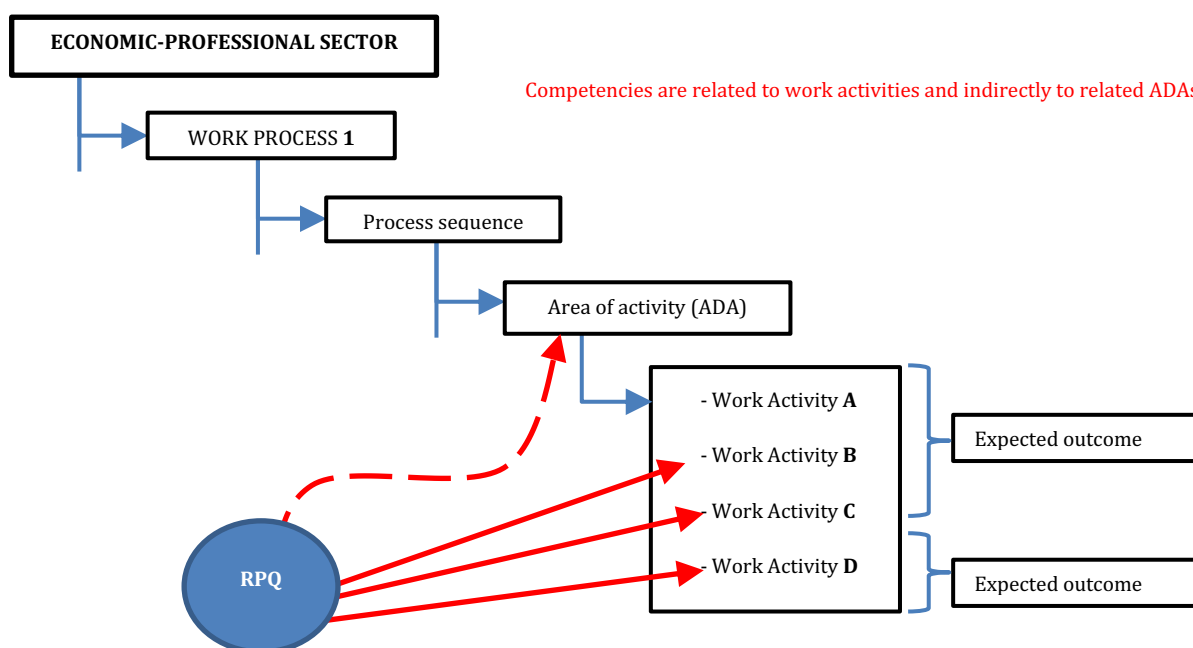 ECONOMIC-PROFESSIONAL SECTOR
Competencies are related to work activities and indirectly to related ADAs
WORK PROCESS 1
Process sequence
Area of activity (ADA)
- Work Activity A
- Work Activity B
- Work Activity C
- Work Activity D
Expected outcome
Expected outcome
RPQ